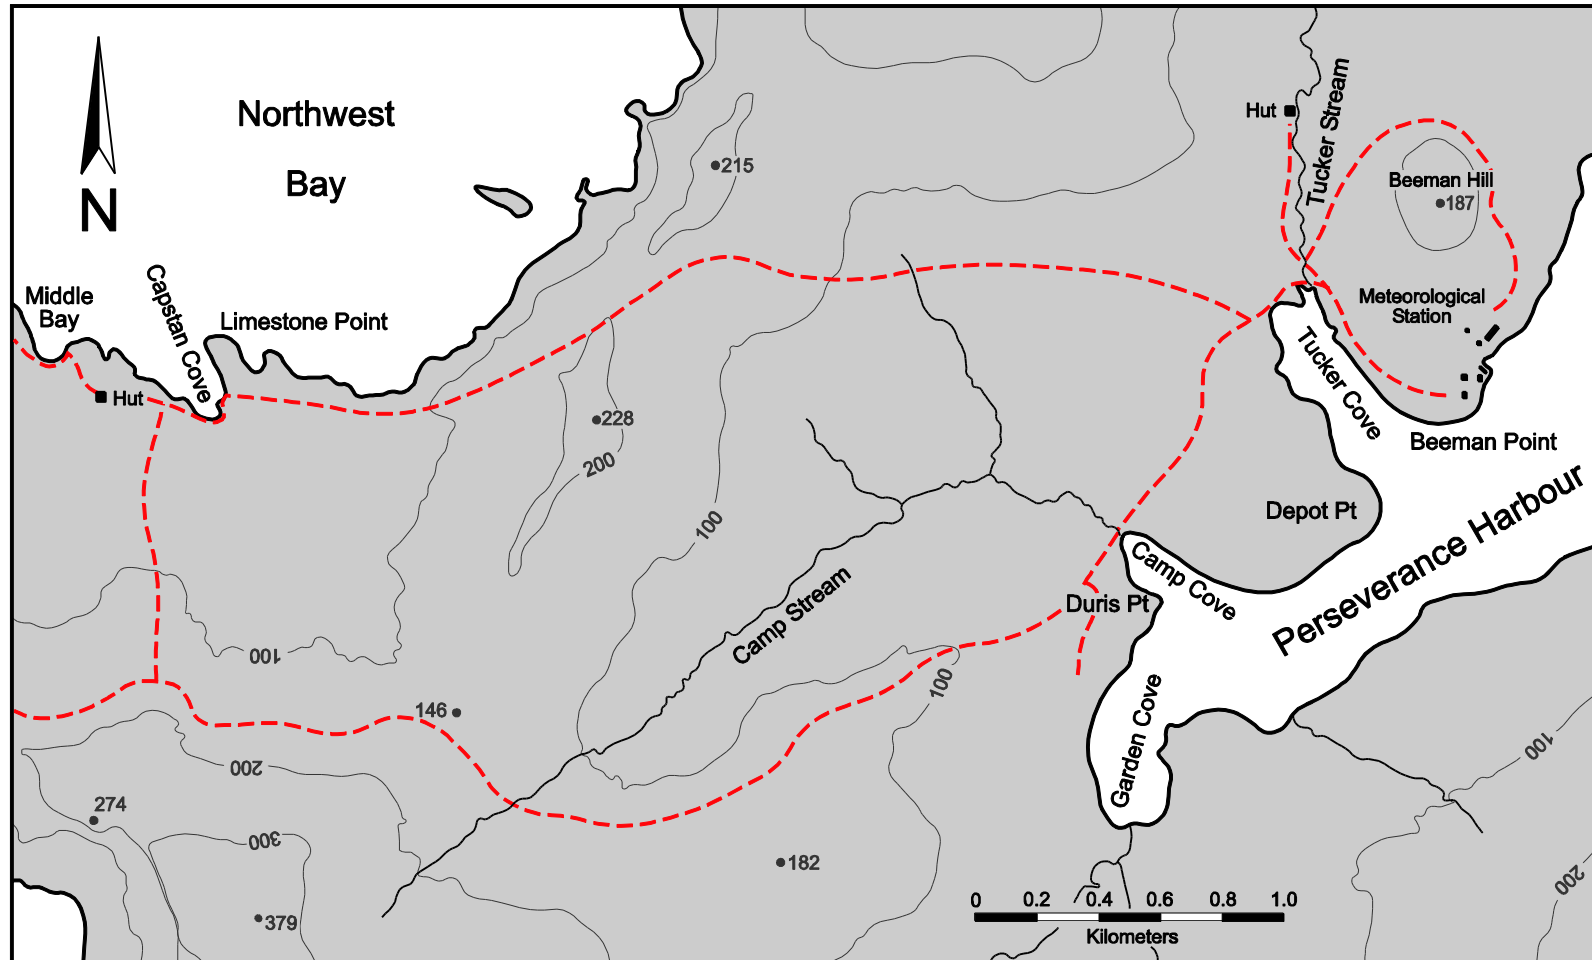 Northwest
Bay
N
Middle
Bay
Capstan Cove
Limestone Point
Hut
215
228
200
100
Hut
Tucker Stream
Beeman Hill
187
Meteorological
Station
Tucker Cove
Beeman Point
Depot Pt
Perseverance Harbour
Camp Cove
Duris Pt
Camp Stream
100
146
100
Garden Cove
100
200
274
300
379
182
200
0 0.2 0.4 0.6 0.8 1.0
Kilometers